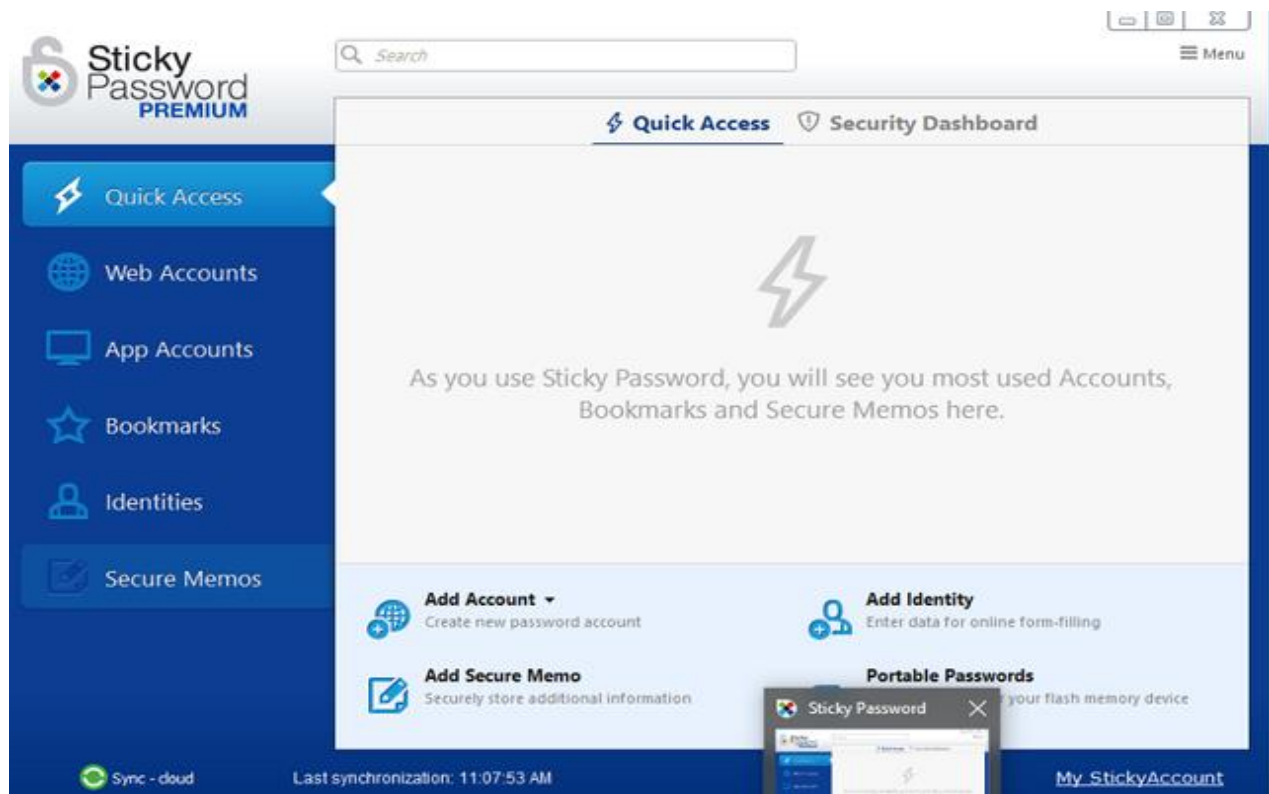 Sticky
Password
PREMIUM
Search
Menu
Quick Access
Security Dashboard
Quick Access
Web Accounts
App Accounts
Bookmarks
Identities
Secure Memos
As you use Sticky Password, you will see you most used Accounts,
Bookmarks and Secure Memos here.
Add Account
Create new password account
Add Identity
Enter data for online form-filling
Add Secure Memo
Securely store additional information
Portable Passwords
your flash memory device
Sticky Password
Sync - cloud
Last synchronization: 11:07:53 AM
My StickyAccount